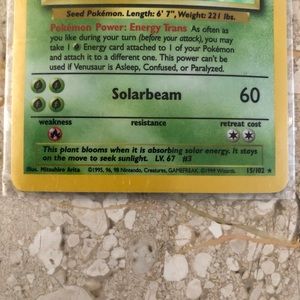 Seed Pokémon. Length: 6' 7", Weight: 221 lbs.
Pokémon Power: Energy Trans As often as
you like during your turn (before your attack), you may
take 1 Energy card attached to 1 of your Pokémon
and attach it to a different one. This power can't be
used if Venusaur is Asleep, Confused, or Paralyzed.
Solarbeam 60
weakness resistance retreat cost
This plant blooms when it is absorbing solar energy. It stays
on the move to seek sunlight. LV. 67 #3
Illus. Mitsuhiro Arita ©1995, 96, 98 Nintendo, Creatures, GAMEFREAK. ©1999 Wizards. 15/102 ★